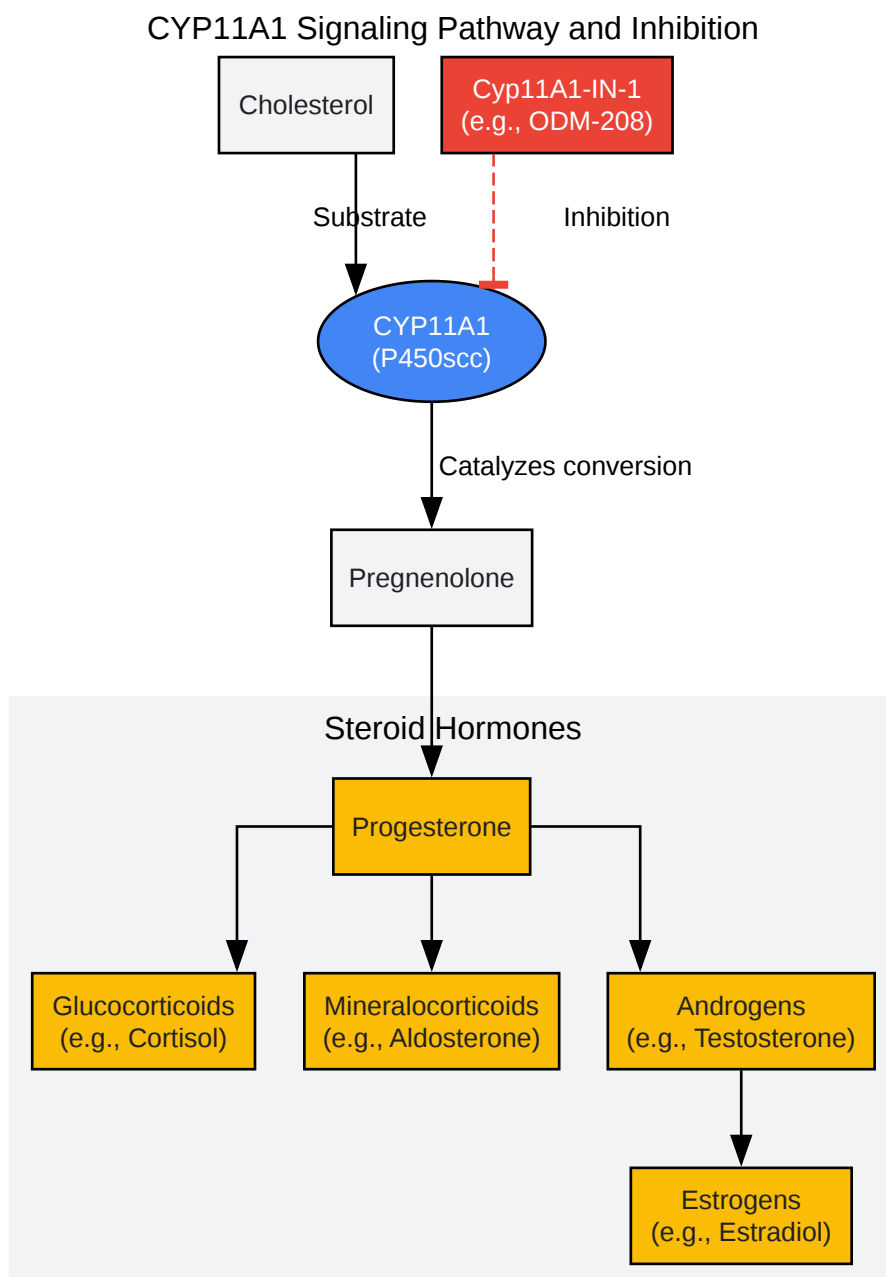 CYP11A1 Signaling Pathway and Inhibition
Cholesterol
Cyp11A1-IN-1
(e.g., ODM-208)
Substrate
Inhibition
CYP11A1
(P450scc)
Catalyzes conversion
Pregnenolone
Steroid Hormones
Progesterone
Glucocorticoids
(e.g., Cortisol)
Mineralocorticoids
(e.g., Aldosterone)
Androgens
(e.g., Testosterone)
Estrogens
(e.g., Estradiol)